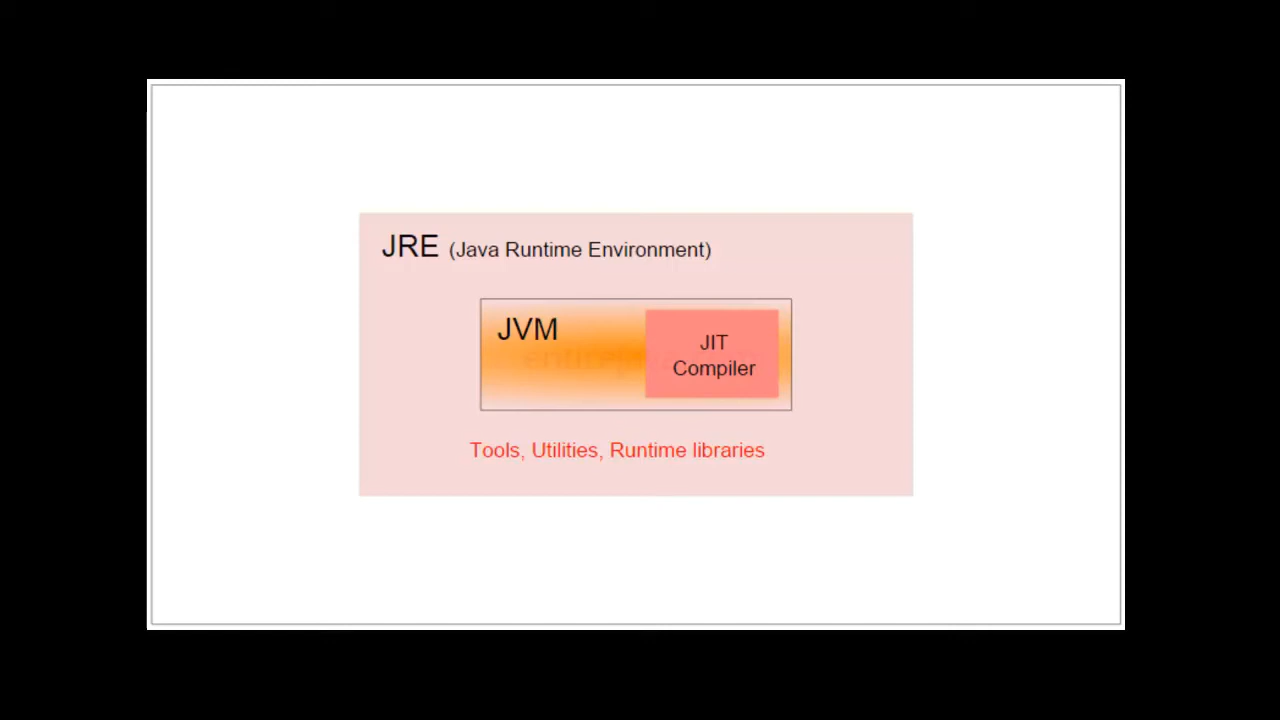 JRE (Java Runtime Environment)
JVM
JIT
Compiler
Tools, Utilities, Runtime libraries